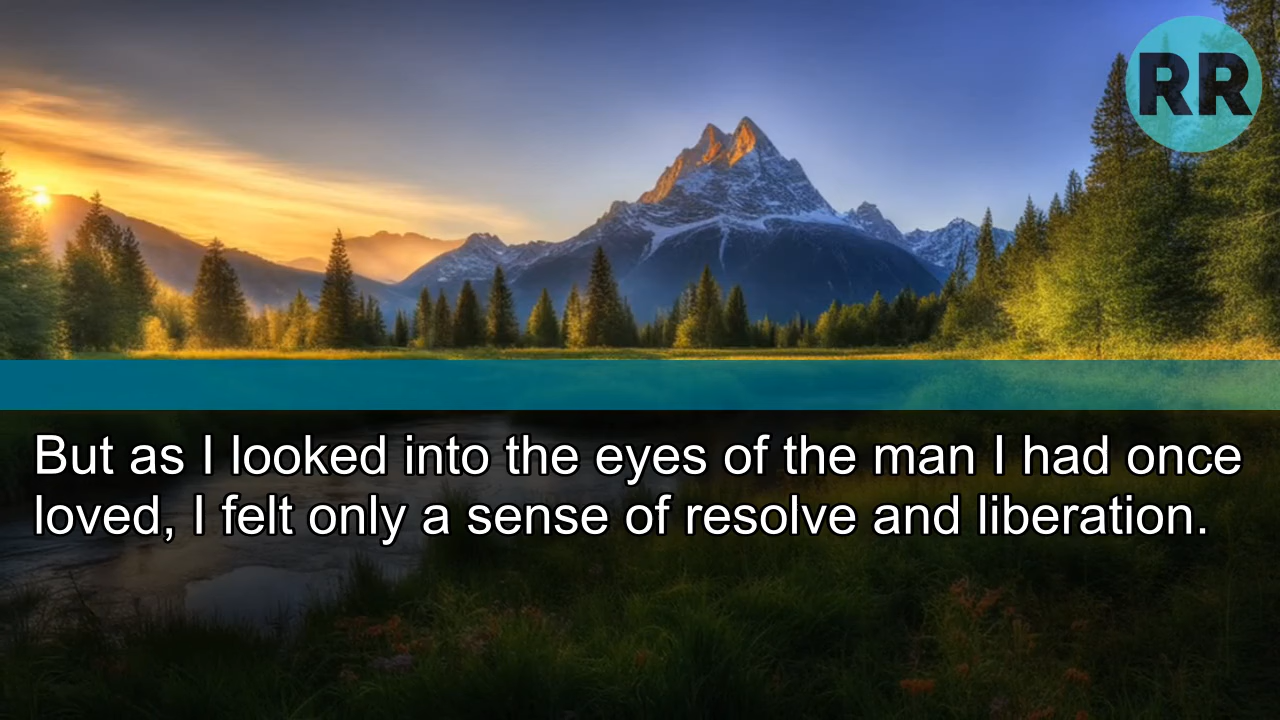 RR
But as I looked into the eyes of the man I had once
loved, I felt only a sense of resolve and liberation.